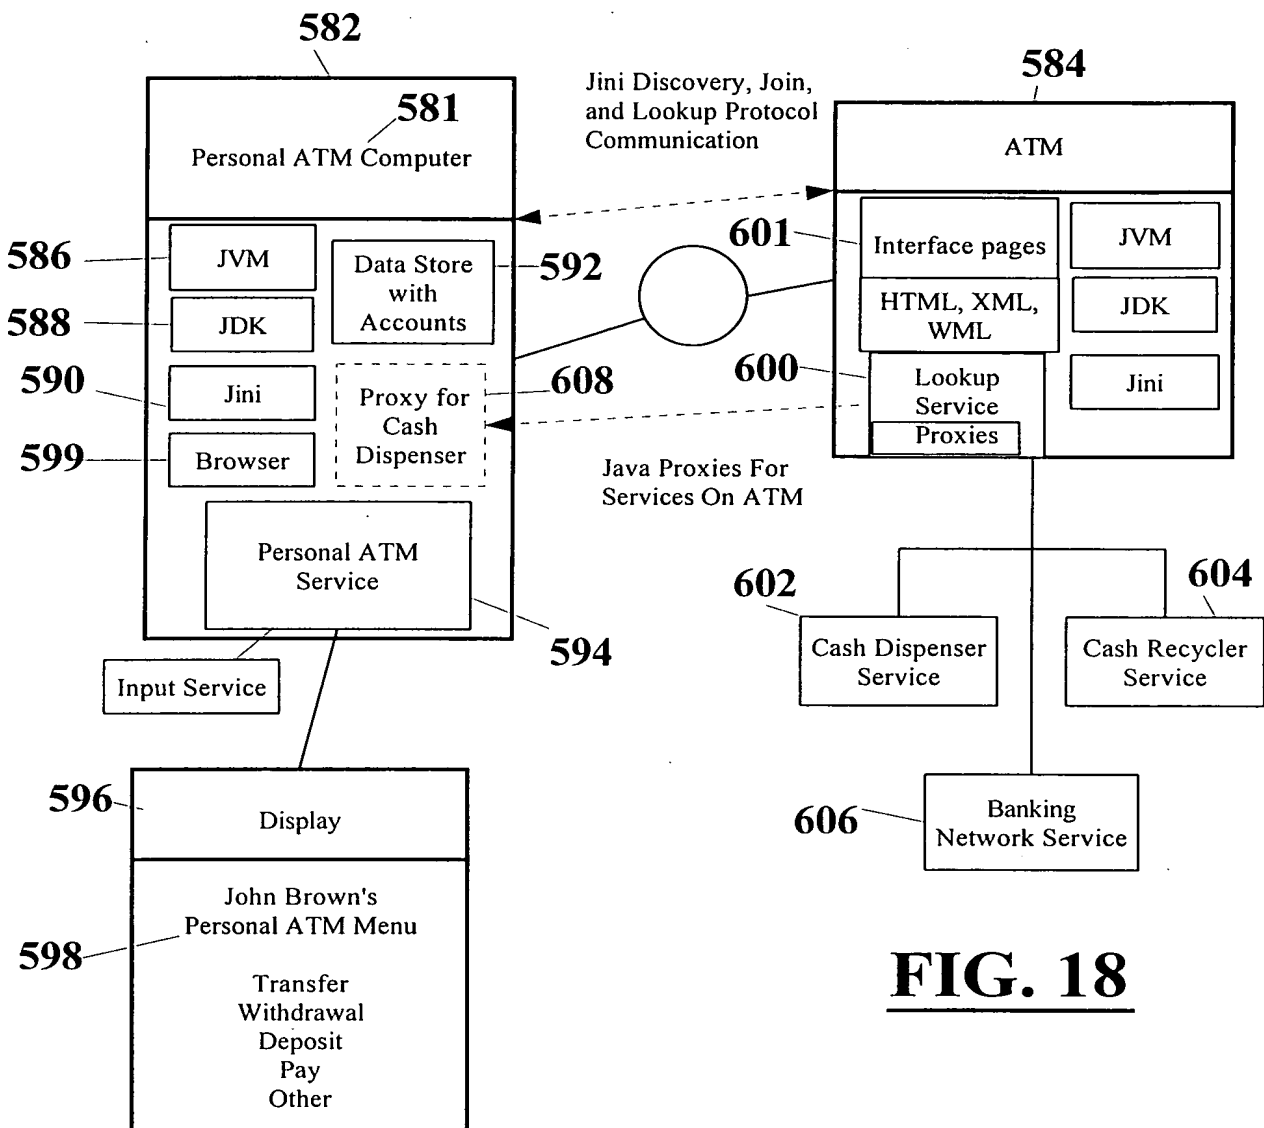 582
581
Personal ATM Computer
Jini Discovery, Join,
and Lookup Protocol
Communication
584
ATM
586
JVM
588
JDK
590
Jini
599
Browser
Data Store
with
Accounts
592
Proxy for
Cash
Dispenser
608
Personal ATM
Service
594
Input Service
601
Interface pages
HTML, XML,
WML
600
Lookup
Service
Proxies
JVM
JDK
Jini
Java Proxies For
Services On ATM
602
Cash Dispenser
Service
604
Cash Recycler
Service
606
Banking
Network Service
596
Display
598
John Brown's
Personal ATM Menu
Transfer
Withdrawal
Deposit
Pay
Other
FIG. 18